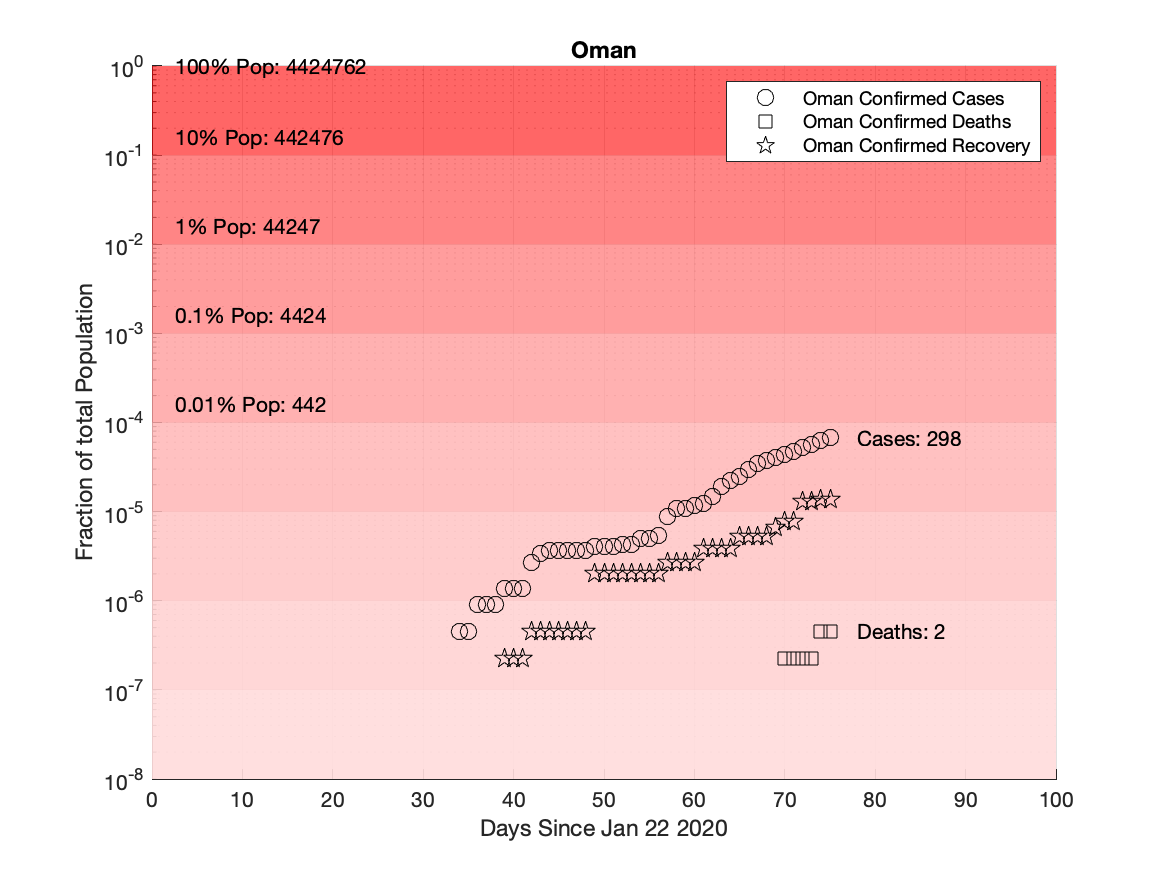 Oman
Oman Confirmed Cases
Oman Confirmed Deaths
Oman Confirmed Recovery
100% Pop: 4424762
10% Pop: 442476
1% Pop: 44247
0.1% Pop: 4424
0.01% Pop: 442
Cases: 298
Deaths: 2
Fraction of total Population
10^0
10^-1
10^-2
10^-3
10^-4
10^-5
10^-6
10^-7
10^-8
0 10 20 30 40 50 60 70 80 90 100
Days Since Jan 22 2020